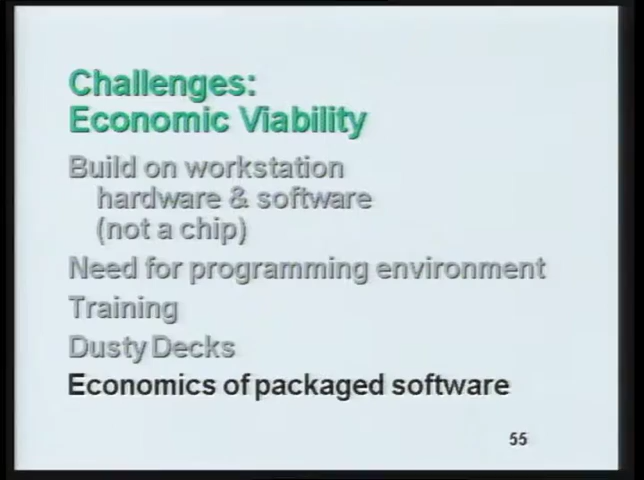 Challenges:
Economic Viability
Build on workstation
hardware & software
(not a chip)
Need for programming environment
Training
Dusty Decks
Economics of packaged software
55